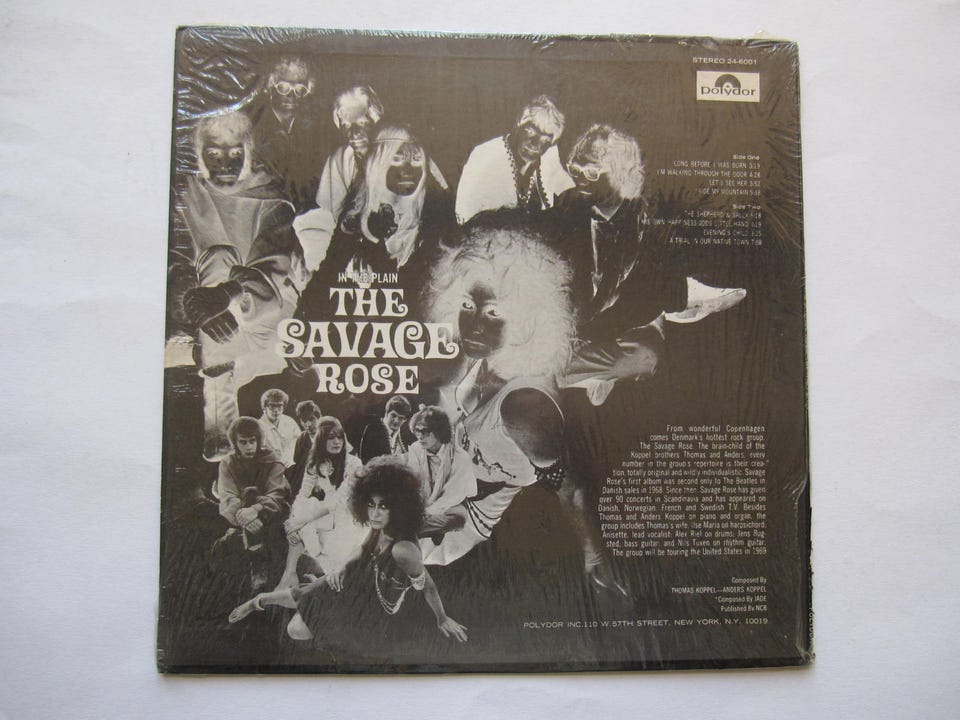 STEREO 24-6001
polydor
Side One
LONG BEFORE I WAS BORN 3:19
I'M WALKING THROUGH THE DOOR 4:28
LET'S SEE HER 3:52
RIDE MY MOUNTAIN 5:38
Side Two
THE SHEPHERD & SALLY
HIS OWN HAPPINESS GODS LITTLE HAND
EVENING'S CHILD
A TRIAL IN OUR NATIVE TOWN 7:08
IN THE PLAIN
THE
SAVAGE
ROSE
From wonderful Copenhagen
comes Denmark's hottest rock group,
The Savage Rose. The brain-child of the
Koppel brothers Thomas and Anders, every
number in the group's repertoire is their crea-
tion, totally original and wildly individualistic. Savage
Rose's first album was second only to The Beatles in
Danish sales in 1968. Since then, Savage Rose has given
over 90 concerts in Scandinavia and has appeared on
Danish, Norwegian, French and Swedish T.V. Besides
Thomas and Anders Koppel on piano and organ, the
group includes Thomas's wife, Ilse Maria on harpsichord;
Anisette, lead vocalist; Alex Riel on drums; Jens Rug-
sted, bass guitar; and Nils Tuxen on rhythm guitar.
The group will be touring the United States in 1969
Composed By
THOMAS KOPPEL—ANDERS KOPPEL
*Composed By JADE
Published By NCB
POLYDOR INC. 110 W. 57TH STREET, NEW YORK, N.Y. 10019